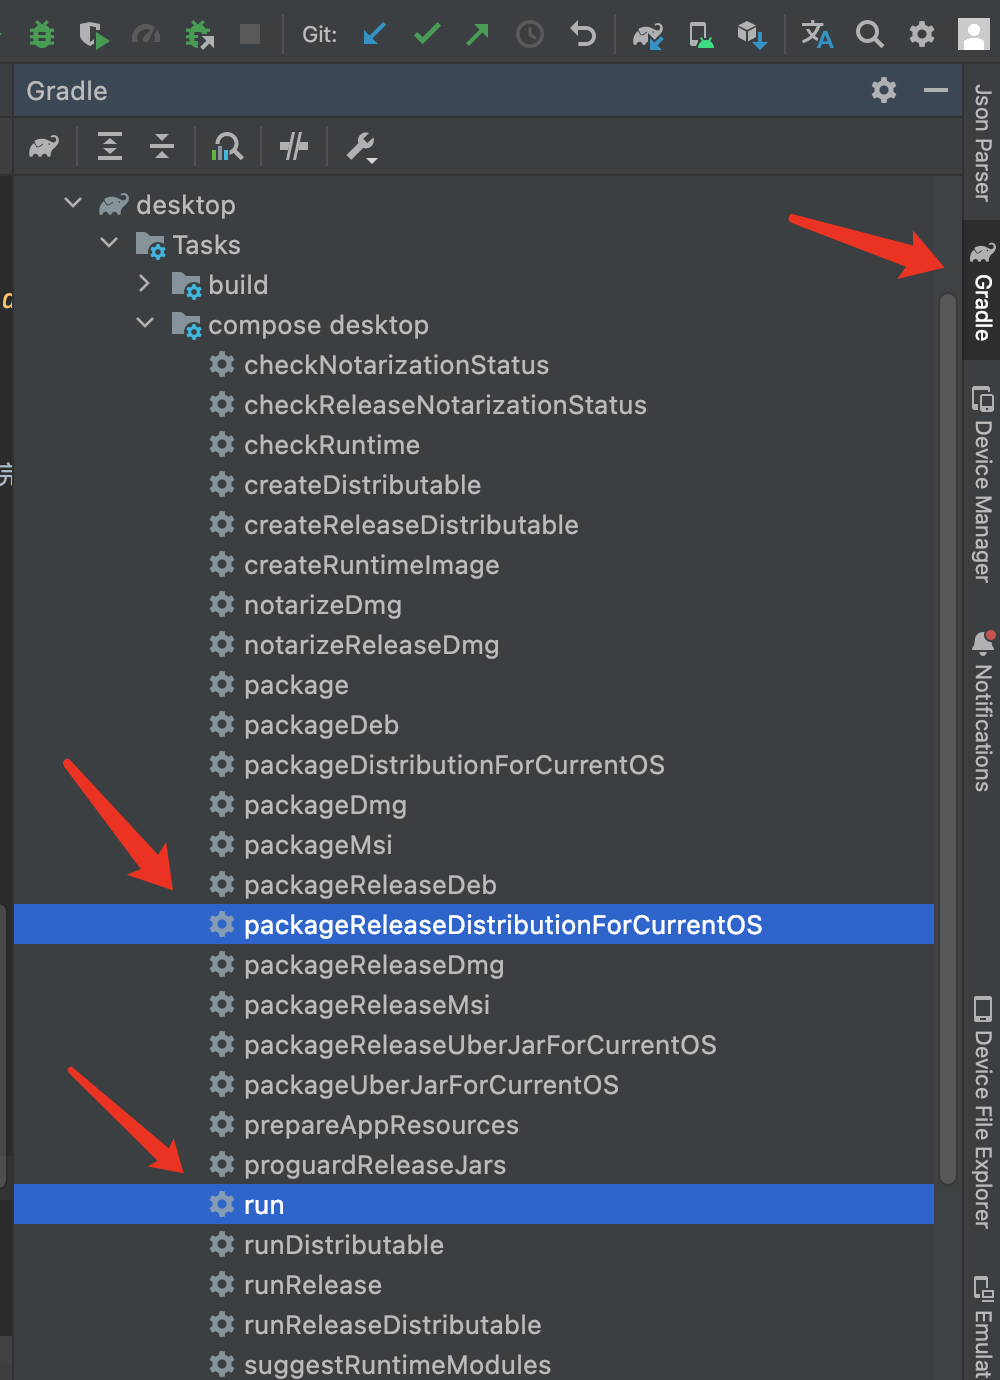 Git:
Gradle
desktop
Tasks
build
compose desktop
checkNotarizationStatus
checkReleaseNotarizationStatus
checkRuntime
createDistributable
createReleaseDistributable
createRuntimeImage
notarizeDmg
notarizeReleaseDmg
package
packageDeb
packageDistributionForCurrentOS
packageDmg
packageMsi
packageReleaseDeb
packageReleaseDistributionForCurrentOS
packageReleaseDmg
packageReleaseMsi
packageReleaseUberJarForCurrentOS
packageUberJarForCurrentOS
prepareAppResources
proguardReleaseJars
run
runDistributable
runRelease
runReleaseDistributable
suggestRuntimeModules
Json Parser
Gradle
Device Manager
Notifications
Device File Explorer
Emulat